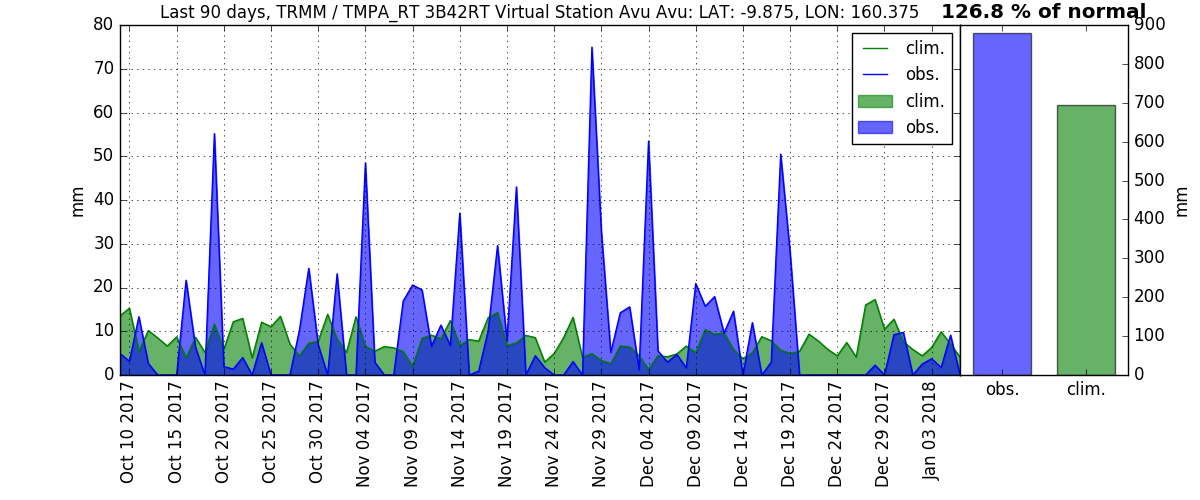 Last 90 days, TRMM / TMPA_RT 3B42RT Virtual Station Avu Avu: LAT: -9.875, LON: 160.375
126.8 % of normal
80
70
60
50
40
30
20
10
0
mm
clim.
obs.
clim.
obs.
900
800
700
600
500
400
300
200
100
0
mm
obs.
clim.
Oct 10 2017
Oct 15 2017
Oct 20 2017
Oct 25 2017
Oct 30 2017
Nov 04 2017
Nov 09 2017
Nov 14 2017
Nov 19 2017
Nov 24 2017
Nov 29 2017
Dec 04 2017
Dec 09 2017
Dec 14 2017
Dec 19 2017
Dec 24 2017
Dec 29 2017
Jan 03 2018